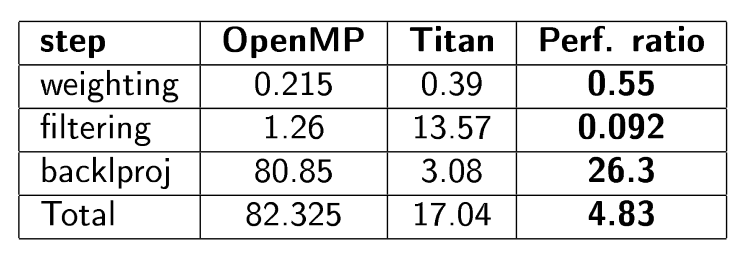 step OpenMP Titan Perf. ratio
weighting 0.215 0.39 0.55
filtering 1.26 13.57 0.092
backlproj 80.85 3.08 26.3
Total 82.325 17.04 4.83